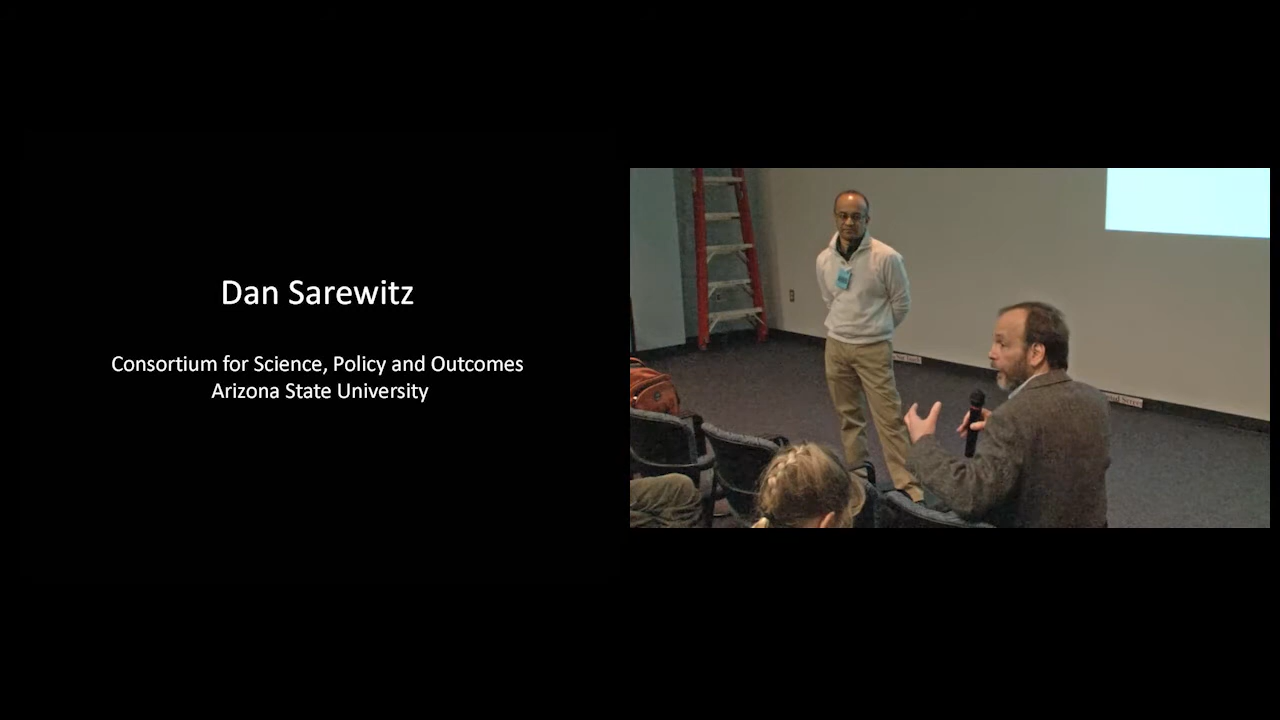 Dan Sarewitz
Consortium for Science, Policy and Outcomes
Arizona State University